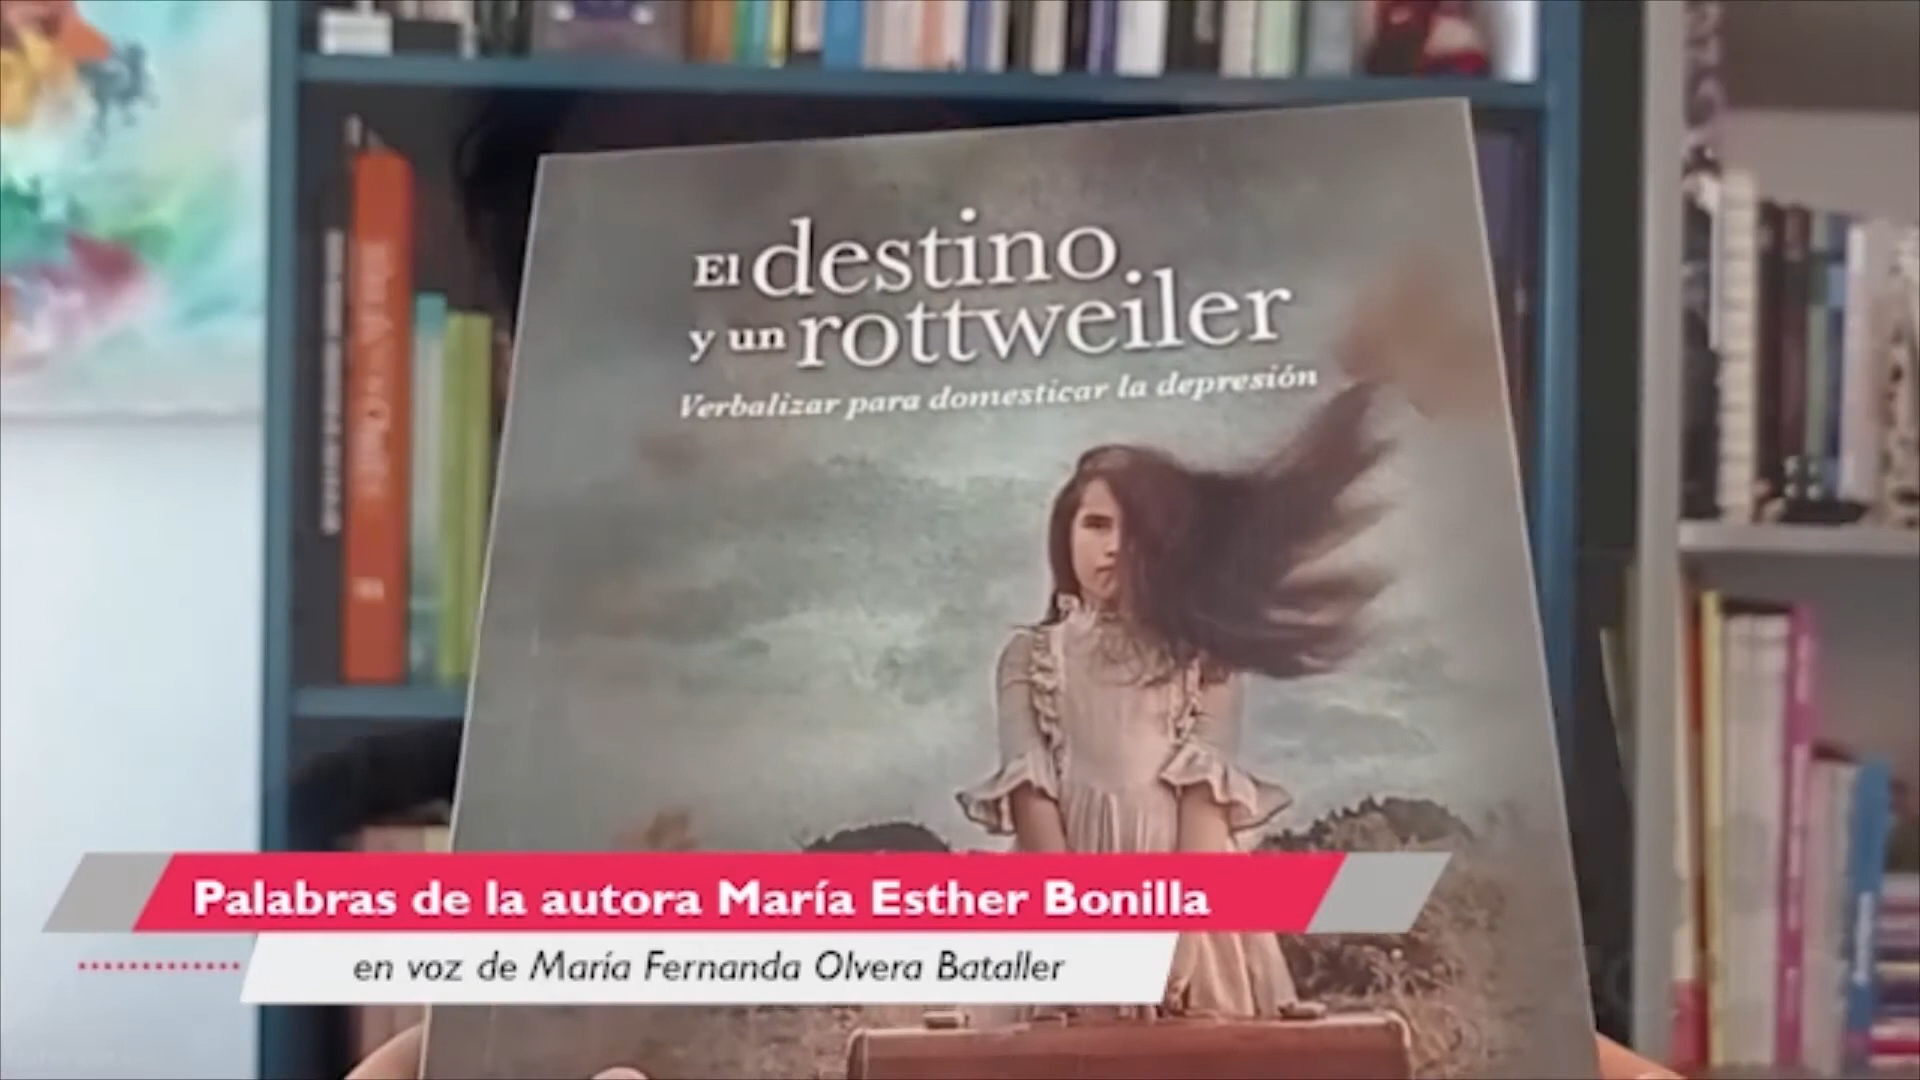 El destino
y un rottweiler
Verbalizar para domesticar la depresión
Palabras de la autora María Esther Bonilla
en voz de María Fernanda Olvera Bataller